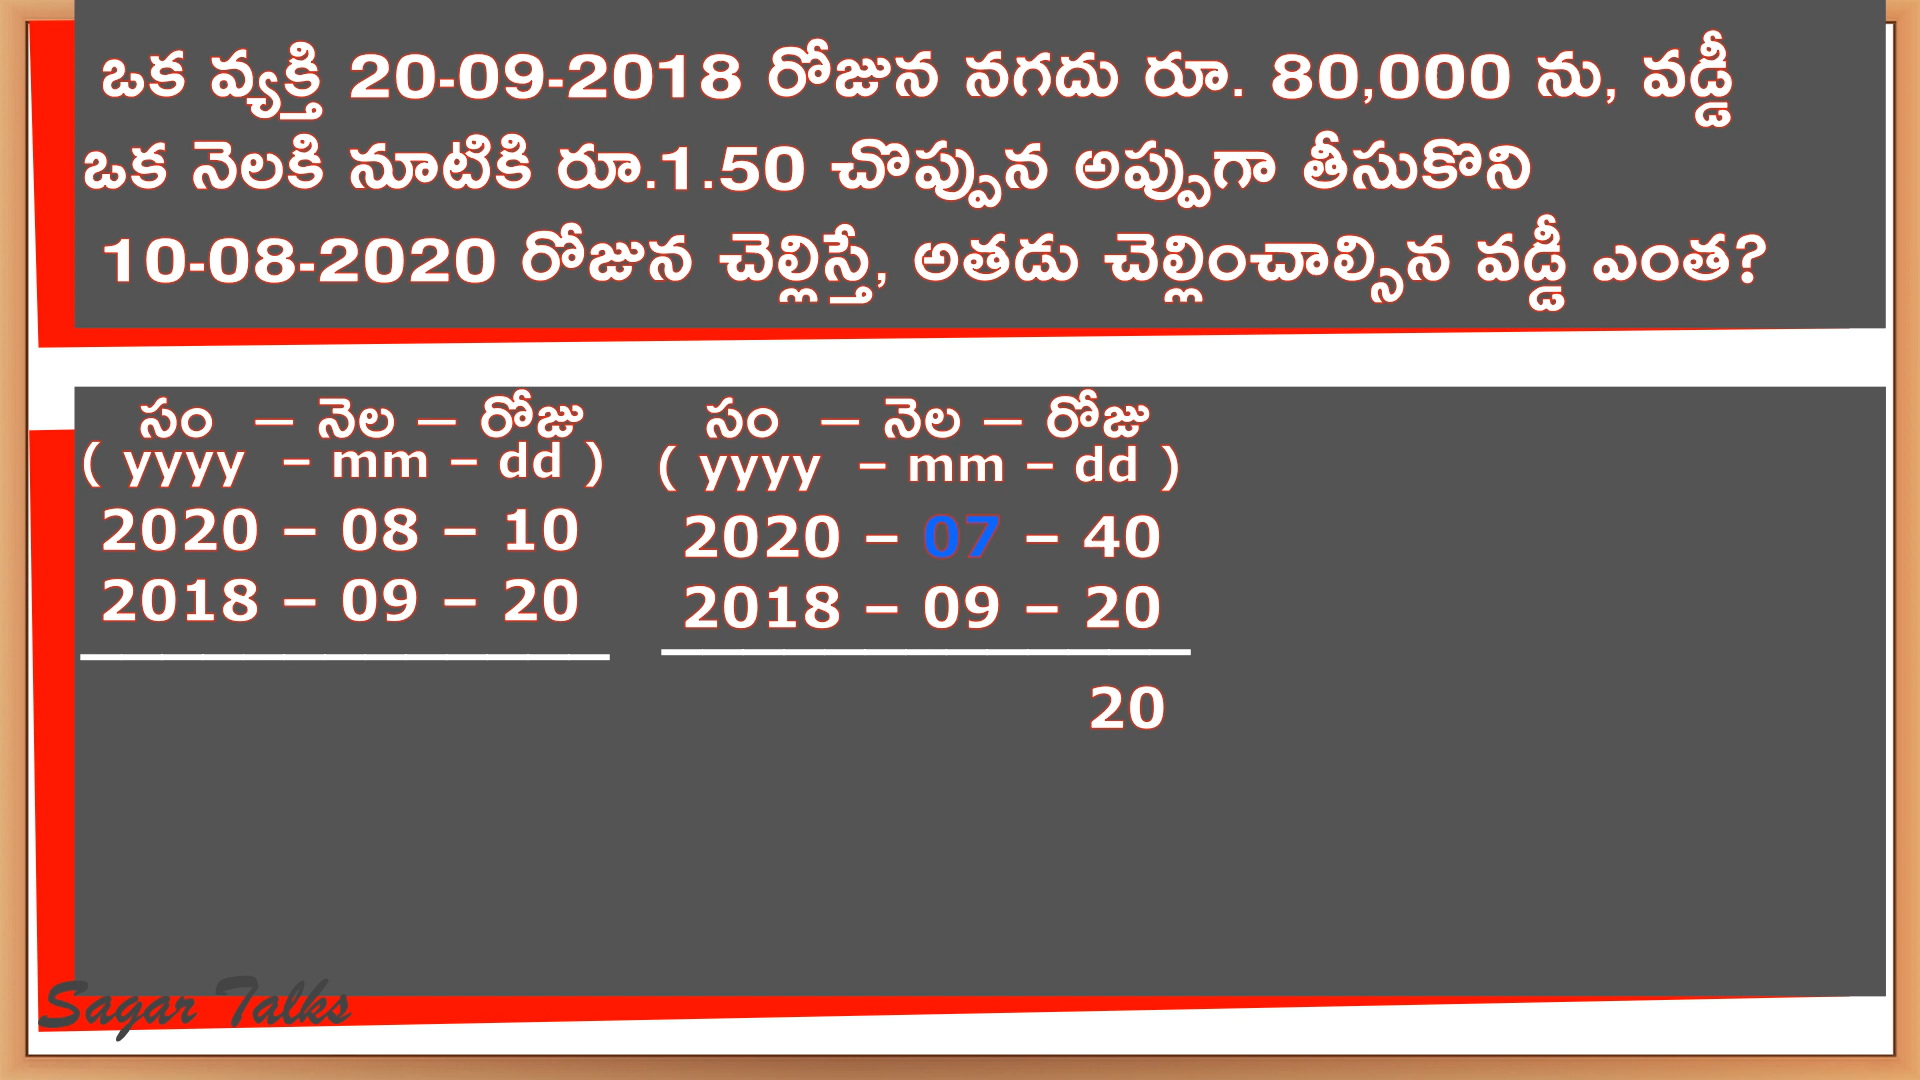 ఒక వ్యక్తి 20-09-2018 రోజున నగదు రూ. 80,000 ను, వడ్డీ
ఒక నెలకి నూటికి రూ.1.50 చొప్పున అప్పుగా తీసుకొని
10-08-2020 రోజున చెల్లిస్తే, అతడు చెల్లించాల్సిన వడ్డీ ఎంత?
సం – నెల – రోజు
( yyyy – mm – dd )
2020 – 08 – 10
2018 – 09 – 20
సం – నెల – రోజు
( yyyy – mm – dd )
2020 – 07 – 40
2018 – 09 – 20
20
Sagar Talks